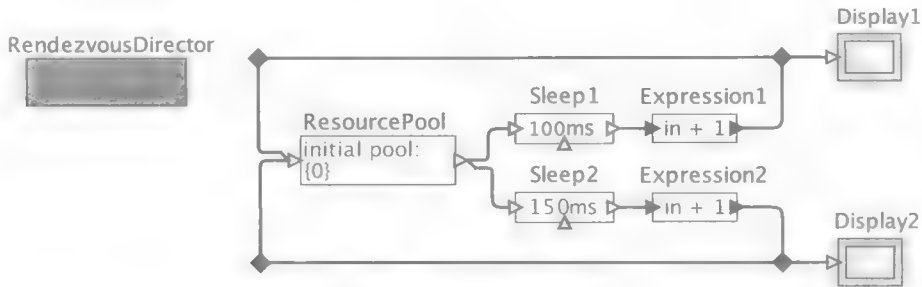 Display1
RendezvousDirector
Sleep1 Expression1
ResourcePool
100ms in + 1
initial pool:
{0}
Sleep2 Expression2
150ms in + 1
Display2